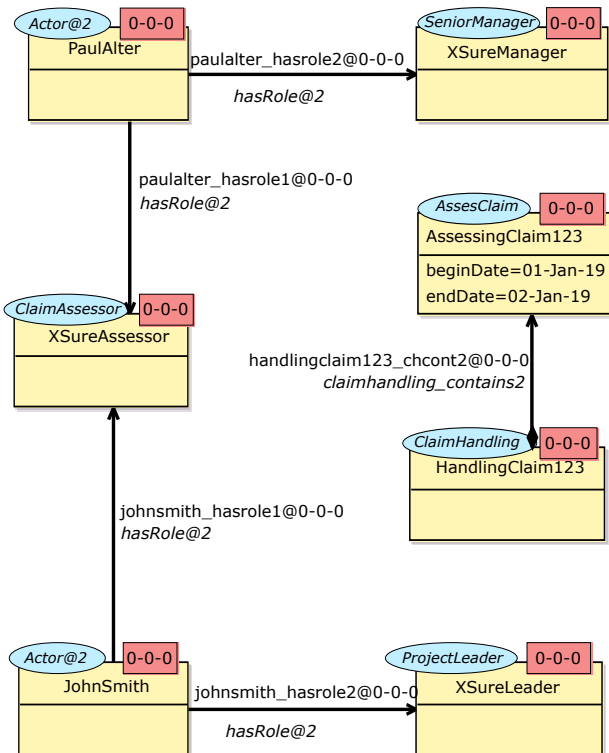 Actor@2
0-0-0
PaulAlter
paulalter_hasrole2@0-0-0
hasRole@2
SeniorManager
0-0-0
XSureManager
paulalter_hasrole1@0-0-0
hasRole@2
AssesClaim
0-0-0
AssessingClaim123
beginDate=01-Jan-19
endDate=02-Jan-19
ClaimAssessor
0-0-0
XSureAssessor
handlingclaim123_chcont2@0-0-0
claimhandling_contains2
ClaimHandling
0-0-0
HandlingClaim123
johnsmith_hasrole1@0-0-0
hasRole@2
Actor@2
0-0-0
JohnSmith
johnsmith_hasrole2@0-0-0
hasRole@2
ProjectLeader
0-0-0
XSureLeader